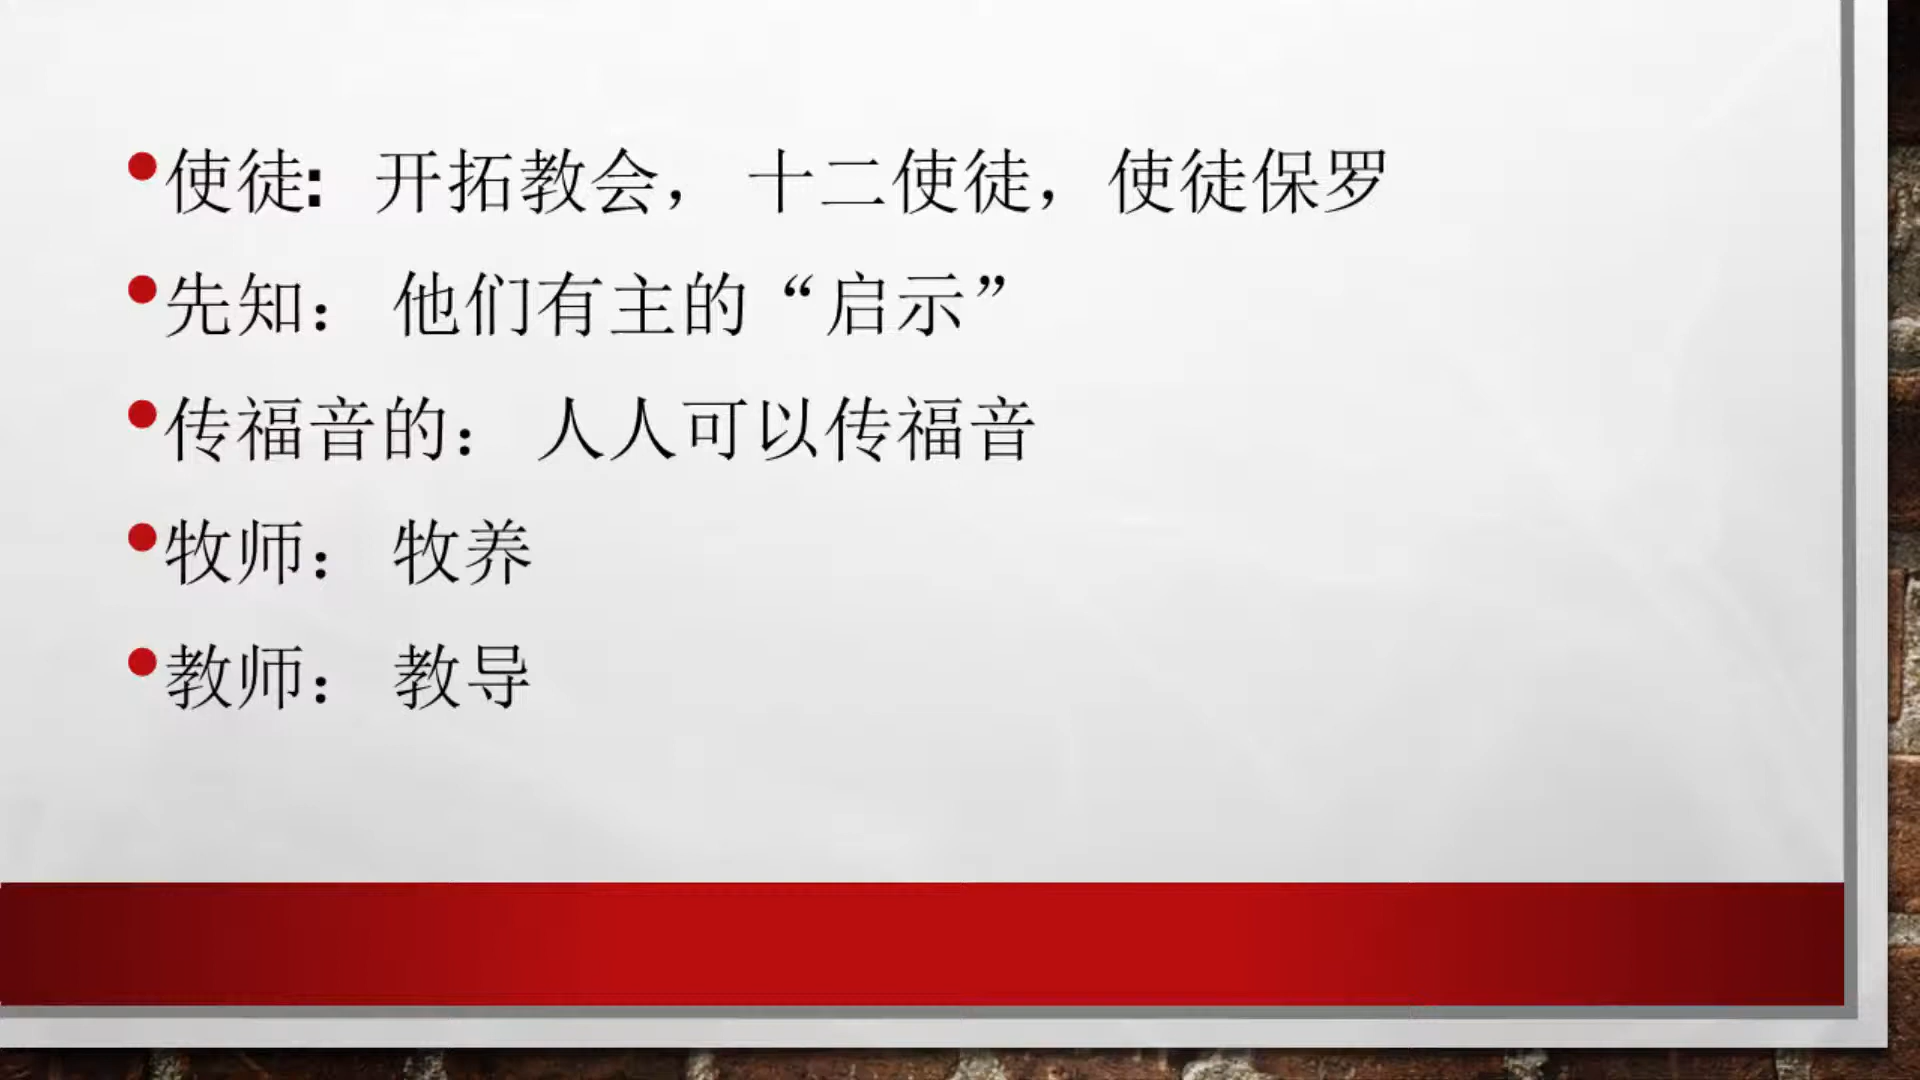 •使徒: 开拓教会， 十二使徒，使徒保罗
•先知： 他们有主的“启示”
•传福音的： 人人可以传福音
•牧师： 牧养
•教师： 教导